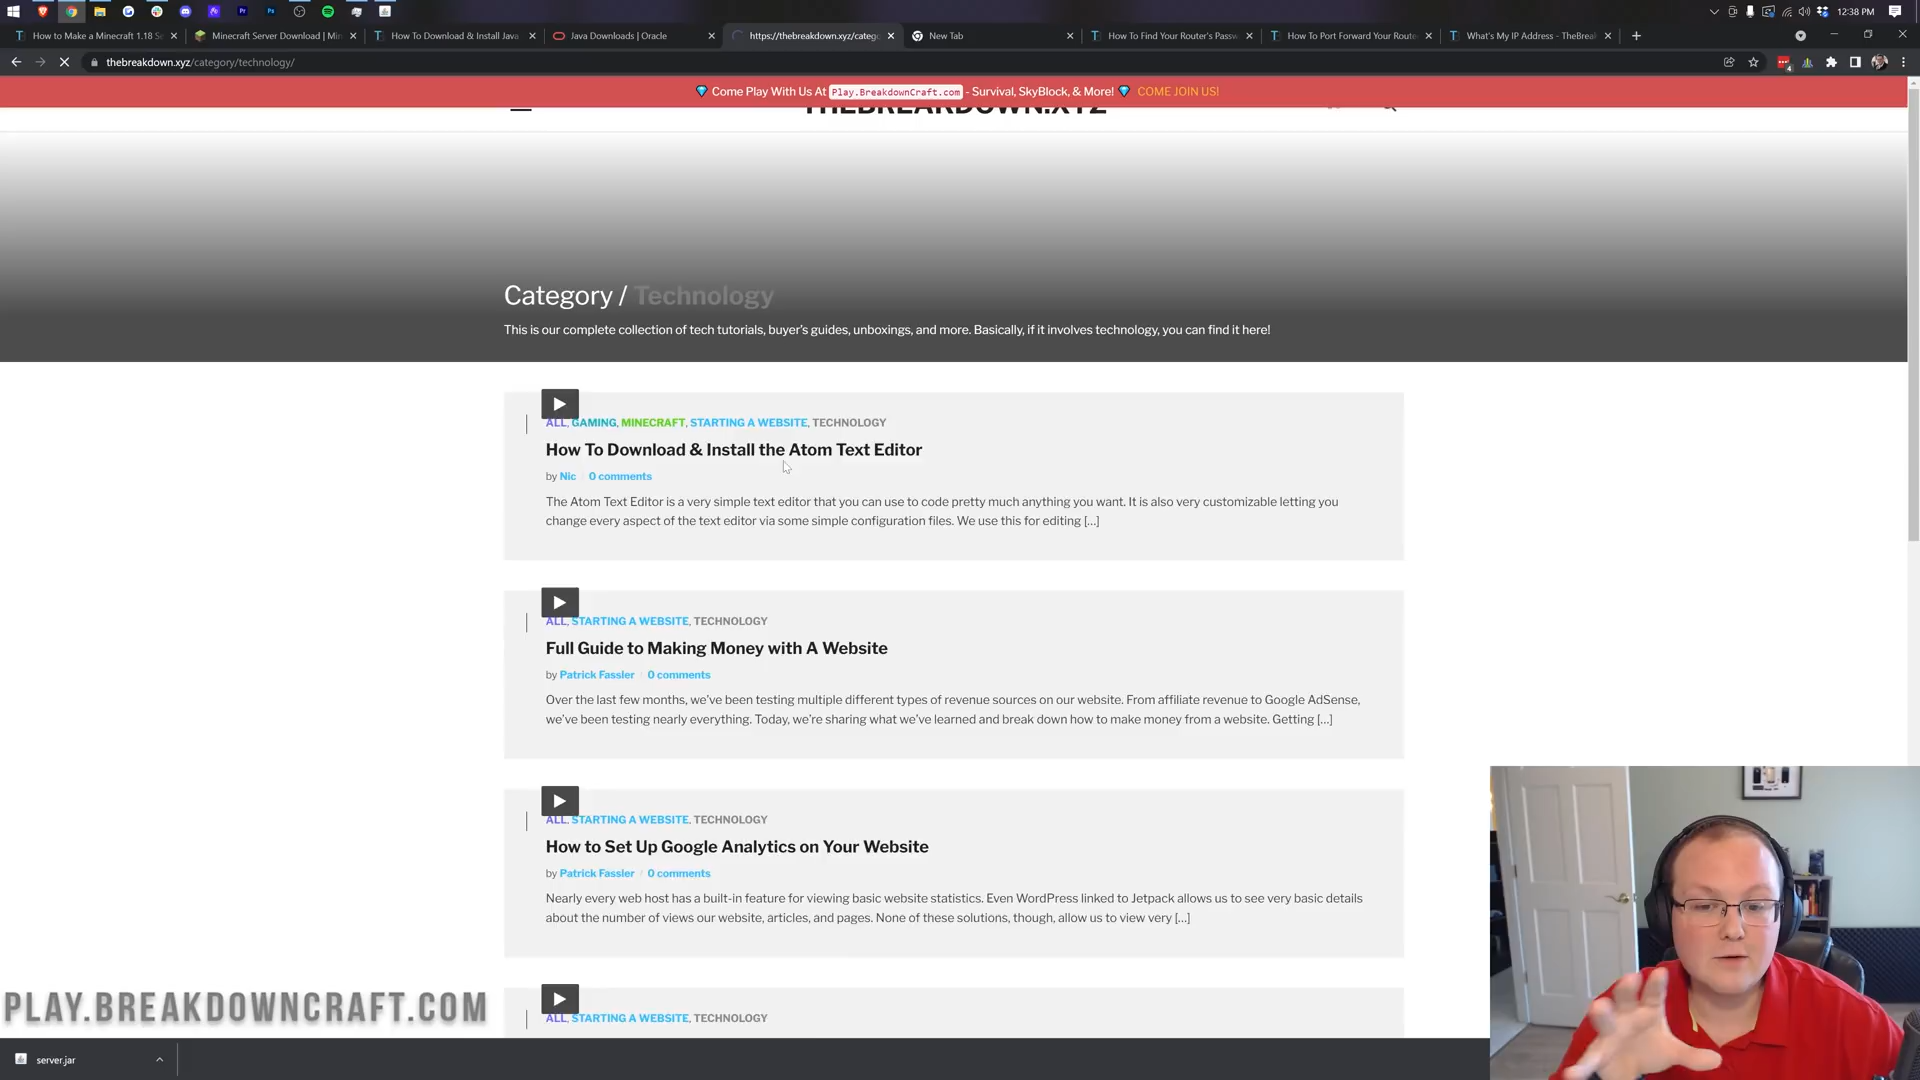 12:38 PM
How to Make a Minecraft 1.18 Se
Minecraft Server Download | Min
How To Download & Install Java
Java Downloads | Oracle
https://thebreakdown.xyz/categ
New Tab
How To Find Your Router's Passw
How To Port Forward Your Route
What's My IP Address - TheBreak
thebreakdown.xyz/category/technology/
Come Play With Us At Play.BreakdownCraft.com - Survival, SkyBlock, & More! COME JOIN US!
THEBREAKDOWN.XYZ
Category / Technology
This is our complete collection of tech tutorials, buyer's guides, unboxings, and more. Basically, if it involves technology, you can find it here!
ALL, GAMING, MINECRAFT, STARTING A WEBSITE, TECHNOLOGY
How To Download & Install the Atom Text Editor
by Nic 0 comments
The Atom Text Editor is a very simple text editor that you can use to code pretty much anything you want. It is also very customizable letting you
change every aspect of the text editor via some simple configuration files. We use this for editing [...]
ALL, STARTING A WEBSITE, TECHNOLOGY
Full Guide to Making Money with A Website
by Patrick Fassler 0 comments
Over the last few months, we've been testing multiple different types of revenue sources on our website. From affiliate revenue to Google AdSense,
we've been testing nearly everything. Today, we're sharing what we've learned and break down how to make money from a website. Getting [...]
ALL, STARTING A WEBSITE, TECHNOLOGY
How to Set Up Google Analytics on Your Website
by Patrick Fassler 0 comments
Nearly every web host has a built-in feature for viewing basic website statistics. Even WordPress linked to Jetpack allows us to see very basic details
about the number of views our website, articles, and pages. None of these solutions, though, allow us to view very [...]
ALL, STARTING A WEBSITE, TECHNOLOGY
PLAY.BREAKDOWNCRAFT.COM
server.jar